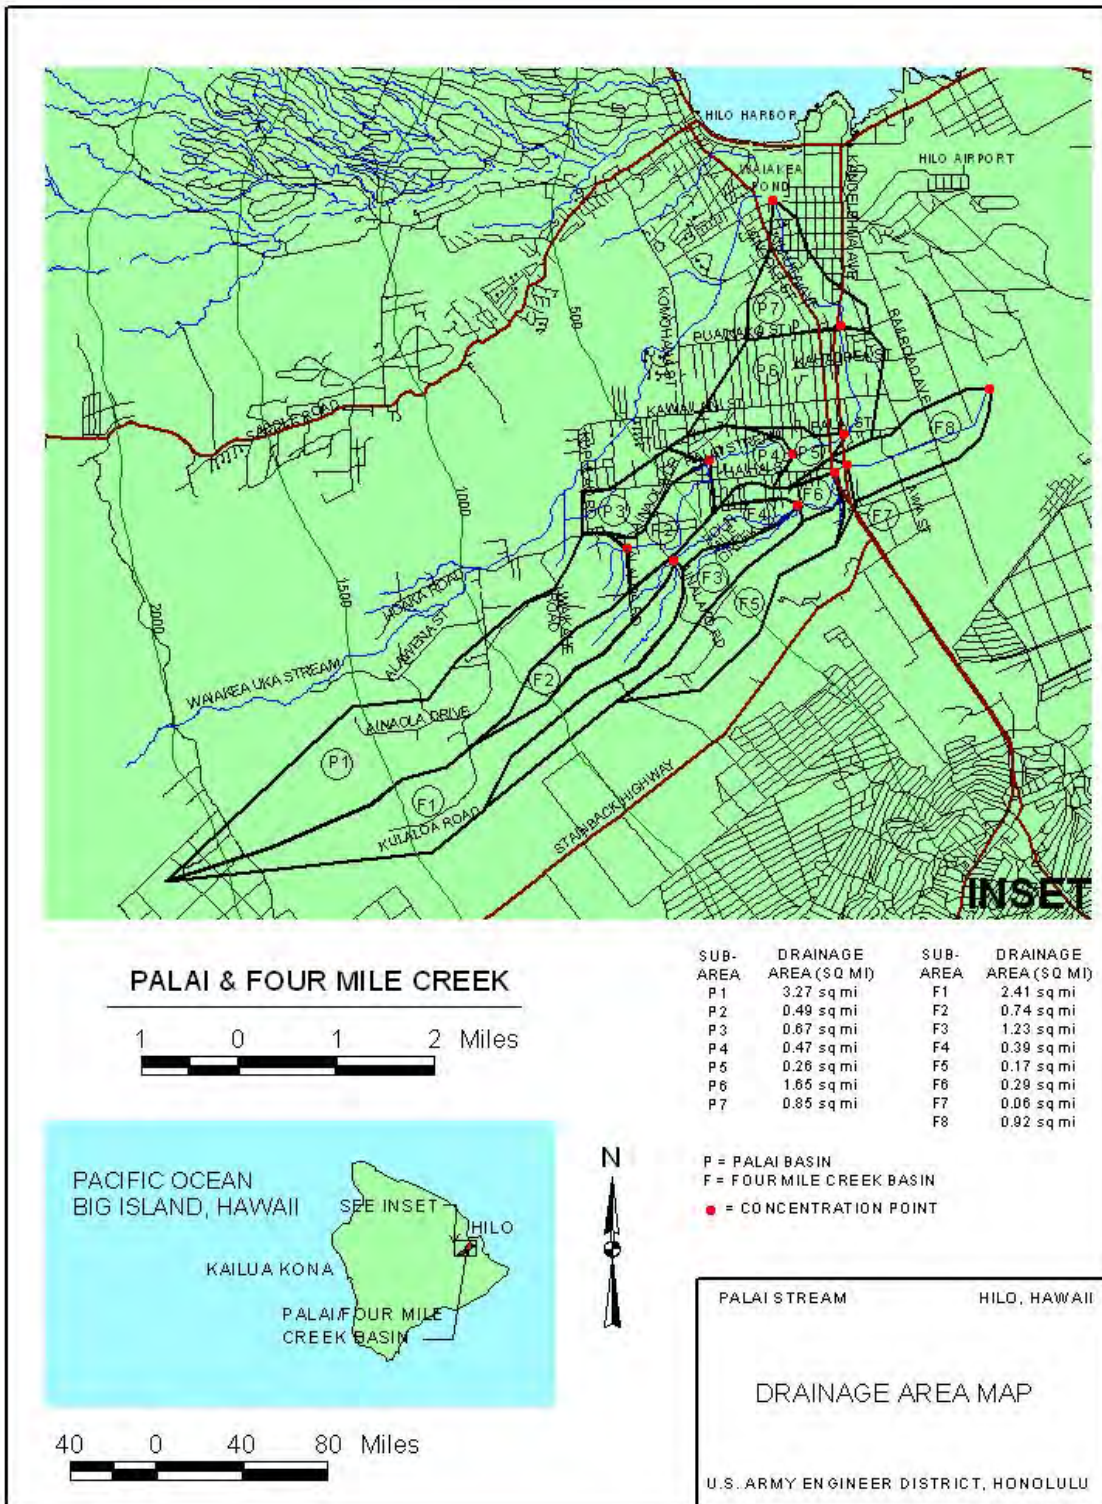 HILO HARBOR
WAIAKEA
POND
HILO AIRPORT
P7
PUAINAKO ST
RAILROAD AVE
KOMOHANA ST
500
P6
KAWAILANI ST
SADDLE ROAD
PALAI ST
F8
P4
P5
P3
P2
F4
F6
F7
1000
F3
F5
HOAKA ROAD
1500
2000
ALAWENA ST
ROAD
WAIAKEA UKA STREAM
F2
AINAOLA DRIVE
P1
F1
KULALOA ROAD
STAINBACK HIGHWAY
INSET
PALAI & FOUR MILE CREEK
1 0 1 2 Miles
SUB- DRAINAGE SUB- DRAINAGE
AREA AREA (SQ MI) AREA AREA (SQ MI)
P1 3.27 sq mi F1 2.41 sq mi
P2 0.49 sq mi F2 0.74 sq mi
P3 0.67 sq mi F3 1.23 sq mi
P4 0.47 sq mi F4 0.39 sq mi
P5 0.26 sq mi F5 0.17 sq mi
P6 1.65 sq mi F6 0.29 sq mi
P7 0.85 sq mi F7 0.06 sq mi
F8 0.92 sq mi
P = PALAI BASIN
F = FOUR MILE CREEK BASIN
= CONCENTRATION POINT
N
PACIFIC OCEAN
BIG ISLAND, HAWAII
SEE INSET
HILO
KAILUA KONA
PALAI/FOUR MILE
CREEK BASIN
40 0 40 80 Miles
PALAI STREAM HILO, HAWAII
DRAINAGE AREA MAP
U.S. ARMY ENGINEER DISTRICT, HONOLULU